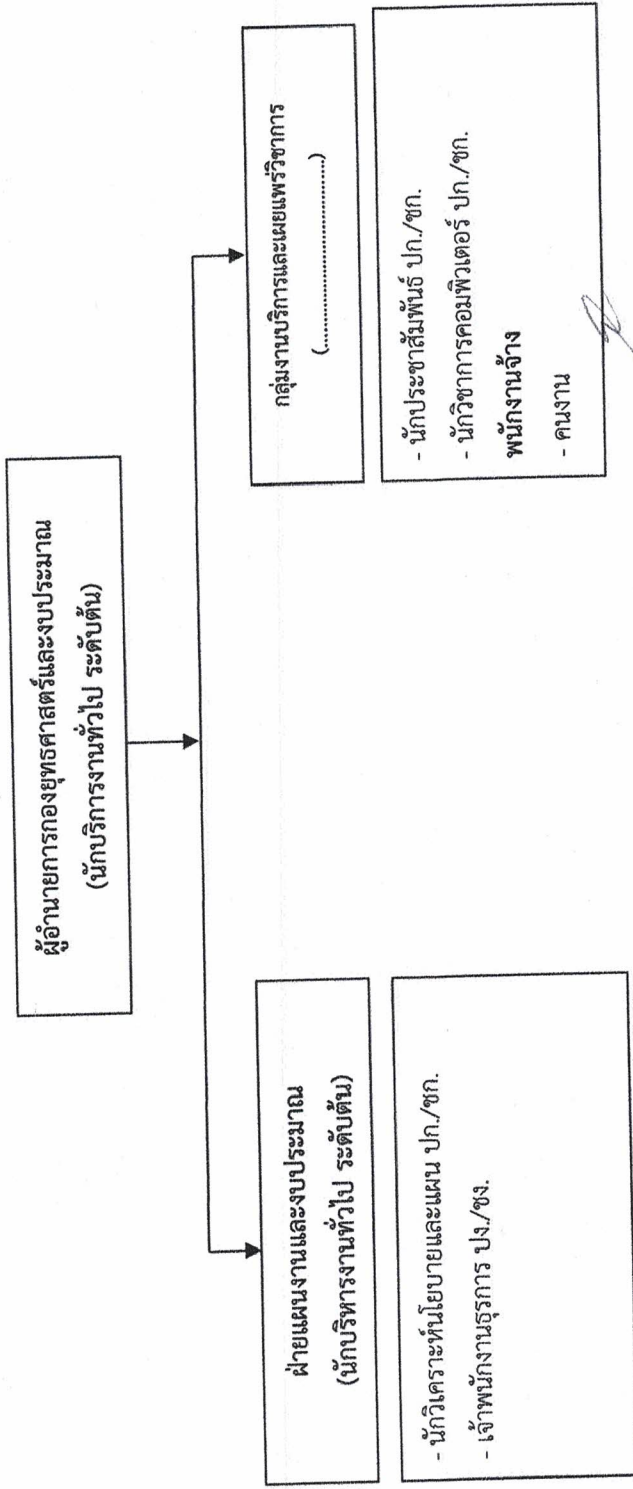 ผู้อำนายการกองยุทธศาสตร์และงบประมาณ
(นักบริการงานทั่วไป ระดับต้น)
ฝ่ายแผนงานและงบประมาณ
(นักบริหารงานทั่วไป ระดับต้น)
- นักวิเคราะห์นโยบายและแผน ปก./ชก.
- เจ้าพนักงานธุรการ ปง./ชง.
กลุ่มงานบริการและเผยแพร่วิชาการ
(.......................................)
- นักประชาสัมพันธ์ ปก./ชก.
- นักวิชาการคอมพิวเตอร์ ปก./ชก.
พนักงานจ้าง
- คนงาน